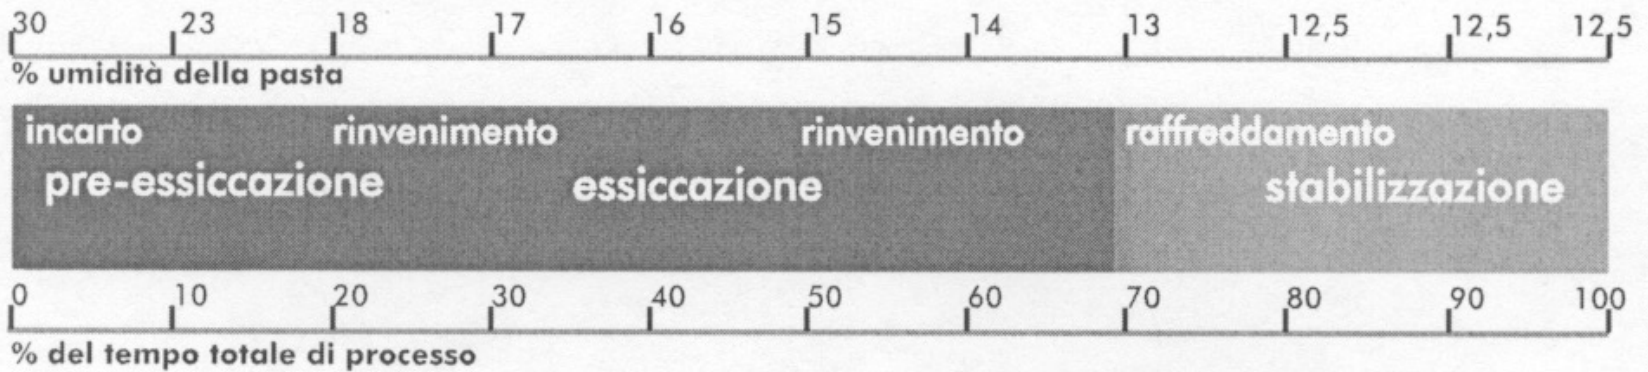 30 23 18 17 16 15 14 13 12,5 12,5 12,5
% umidità della pasta
incarto rinvenimento rinvenimento raffreddamento
pre-essiccazione essiccazione stabilizzazione
0 10 20 30 40 50 60 70 80 90 100
% del tempo totale di processo